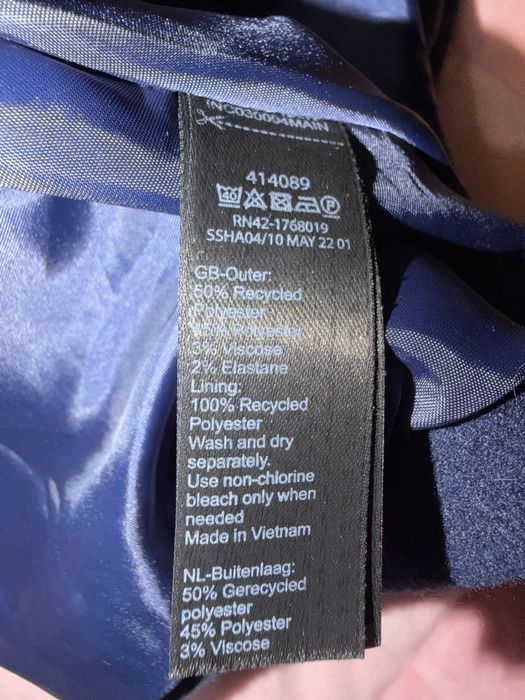 INC030004MAIN
414089
40 P
RN42-1768019
SSHA04/10 MAY 22 01
GB-Outer:
50% Recycled
Polyester
45% Polyester
3% Viscose
2% Elastane
Lining:
100% Recycled
Polyester
Wash and dry
separately.
Use non-chlorine
bleach only when
needed
Made in Vietnam
NL-Buitenlaag:
50% Gerecycled
polyester
45% Polyester
3% Viscose